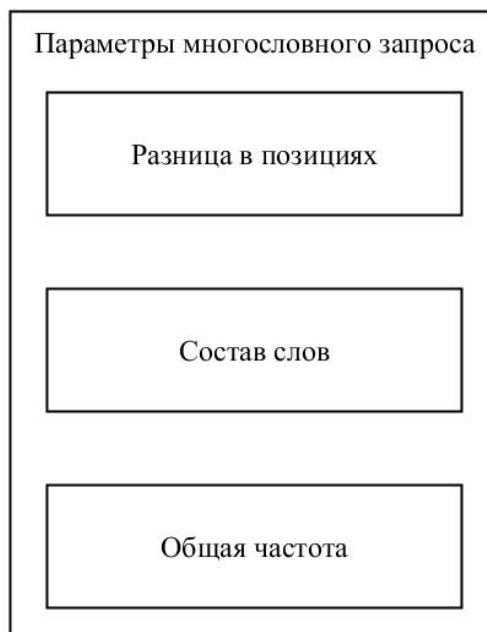 Параметры многословного запроса
Разница в позициях
Состав слов
Общая частота